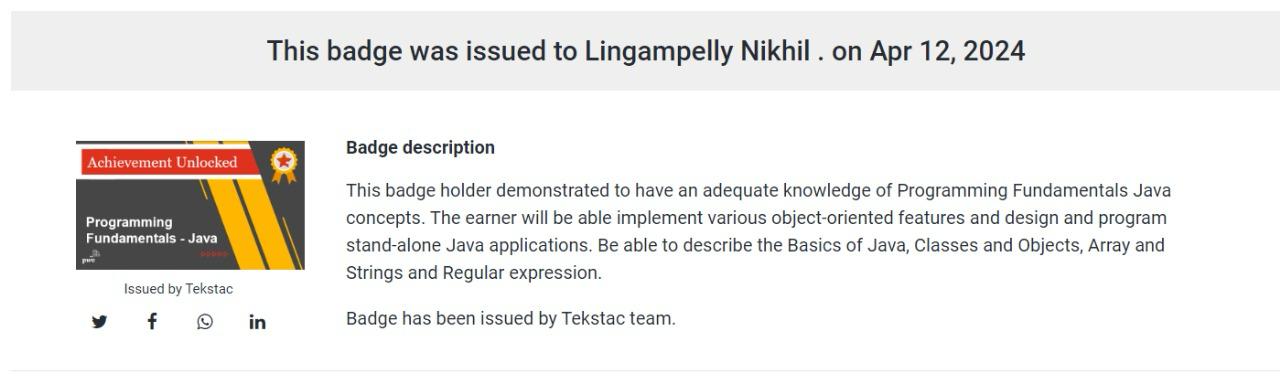 This badge was issued to Lingampelly Nikhil . on Apr 12, 2024
Achievement Unlocked
Programming
Fundamentals - Java
pwc
Issued by Tekstac
Badge description
This badge holder demonstrated to have an adequate knowledge of Programming Fundamentals Java
concepts. The earner will be able implement various object-oriented features and design and program
stand-alone Java applications. Be able to describe the Basics of Java, Classes and Objects, Array and
Strings and Regular expression.
Badge has been issued by Tekstac team.